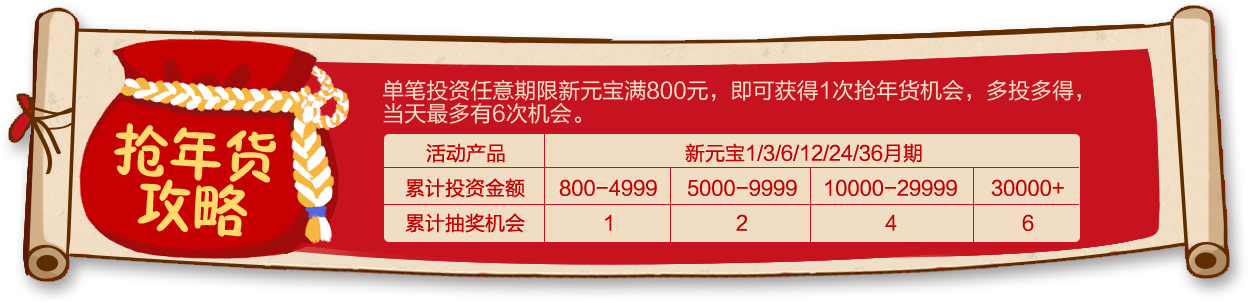 抢年货
攻略
单笔投资任意期限新元宝满800元，即可获得1次抢年货机会，多投多得，
当天最多有6次机会。
活动产品 新元宝1/3/6/12/24/36月期
累计投资金额 800-4999 5000-9999 10000-29999 30000+
累计抽奖机会 1 2 4 6